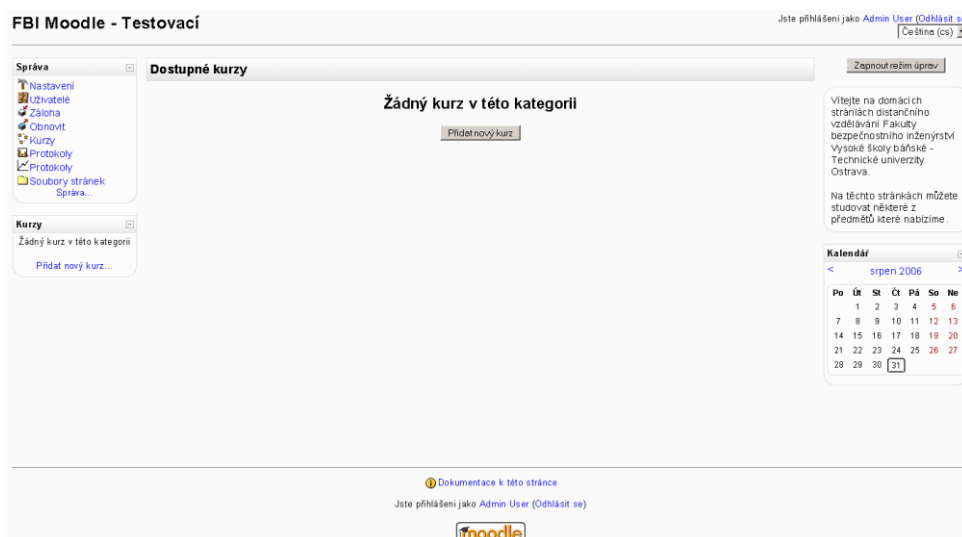 FBI Moodle - Testovací
Jste přihlášeni jako Admin User (Odhlásit s
Čeština (cs)
Správa
Nastavení
Uživatelé
Záloha
Obnovit
Kurzy
Protokoly
Protokoly
Soubory stránek
Správa...
Kurzy
Žádný kurz v této kategorii
Přidat nový kurz...
Dostupné kurzy
Žádný kurz v této kategorii
Přidat nový kurz
Zapnout režim úprav
Vítejte na domácích
stránlách distančního
vzdělávání Fakulty
bezpečnostního inženýrství
Vysoké školy báňské -
Technické univerzity
Ostrava.
Na těchto stránkách můžete
studovat některé z
předmětů které nabízíme.
Kalendář
< srpen 2006 >
Po Út St Čt Pá So Ne
1 2 3 4 5 6
7 8 9 10 11 12 13
14 15 16 17 18 19 20
21 22 23 24 25 26 27
28 29 30 31
Dokumentace k této stránce
Jste přihlášeni jako Admin User (Odhlásit se)
moodle